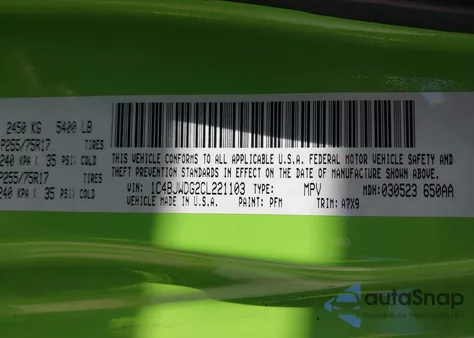 2450 KG 5400 LB
P255/75R17 TIRES
240 KPA ( 35 PSI) COLD
P255/75R17 TIRES
240 KPA ( 35 PSI) COLD
THIS VEHICLE CONFORMS TO ALL APPLICABLE U.S.A. FEDERAL MOTOR VEHICLE SAFETY AND
THEFT PREVENTION STANDARDS IN EFFECT ON THE DATE OF MANUFACTURE SHOWN ABOVE.
VIN: 1C4BJWDG2CL221103 TYPE: MPV MDH: 030523 650AA
VEHICLE MADE IN U.S.A. PAINT: PFM TRIM: A7X9
autaSnap